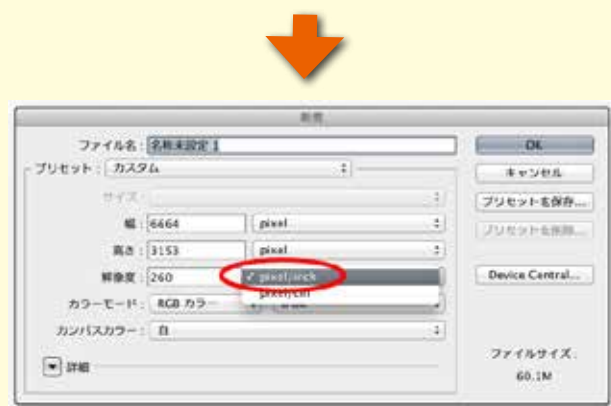 新規
ファイル名： 名称未設定 1
OK
プリセット： カスタム
キャンセル
サイズ：
プリセットを保存...
幅： 6664 pixel
プリセットを削除...
高さ： 3153 pixel
解像度： 260 ✓ pixel/inch
Device Central...
pixel/cm
カラーモード： RGB カラー
カンバスカラー： 白
詳細
ファイルサイズ：
60.1M